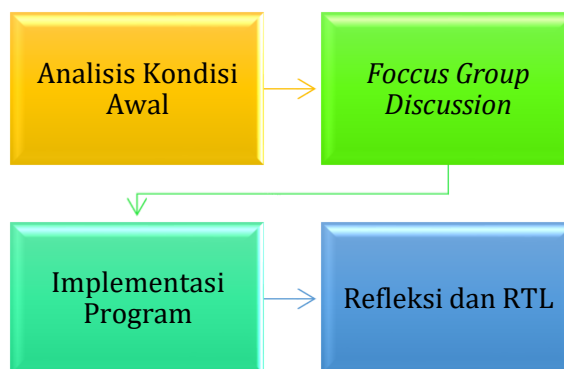 Analisis Kondisi
Awal
Foccus Group
Discussion
Implementasi
Program
Refleksi dan RTL